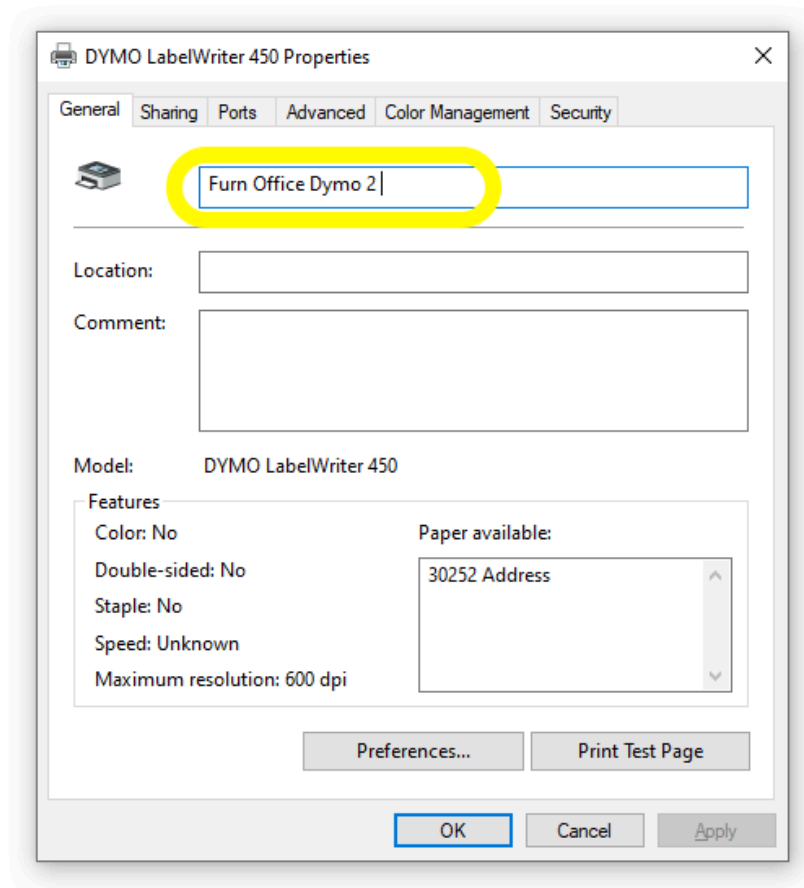 DYMO LabelWriter 450 Properties
General Sharing Ports Advanced Color Management Security
Furn Office Dymo 2
Location:
Comment:
Model: DYMO LabelWriter 450
Features
Color: No
Double-sided: No
Staple: No
Speed: Unknown
Maximum resolution: 600 dpi
Paper available:
30252 Address
Preferences... Print Test Page
OK Cancel Apply